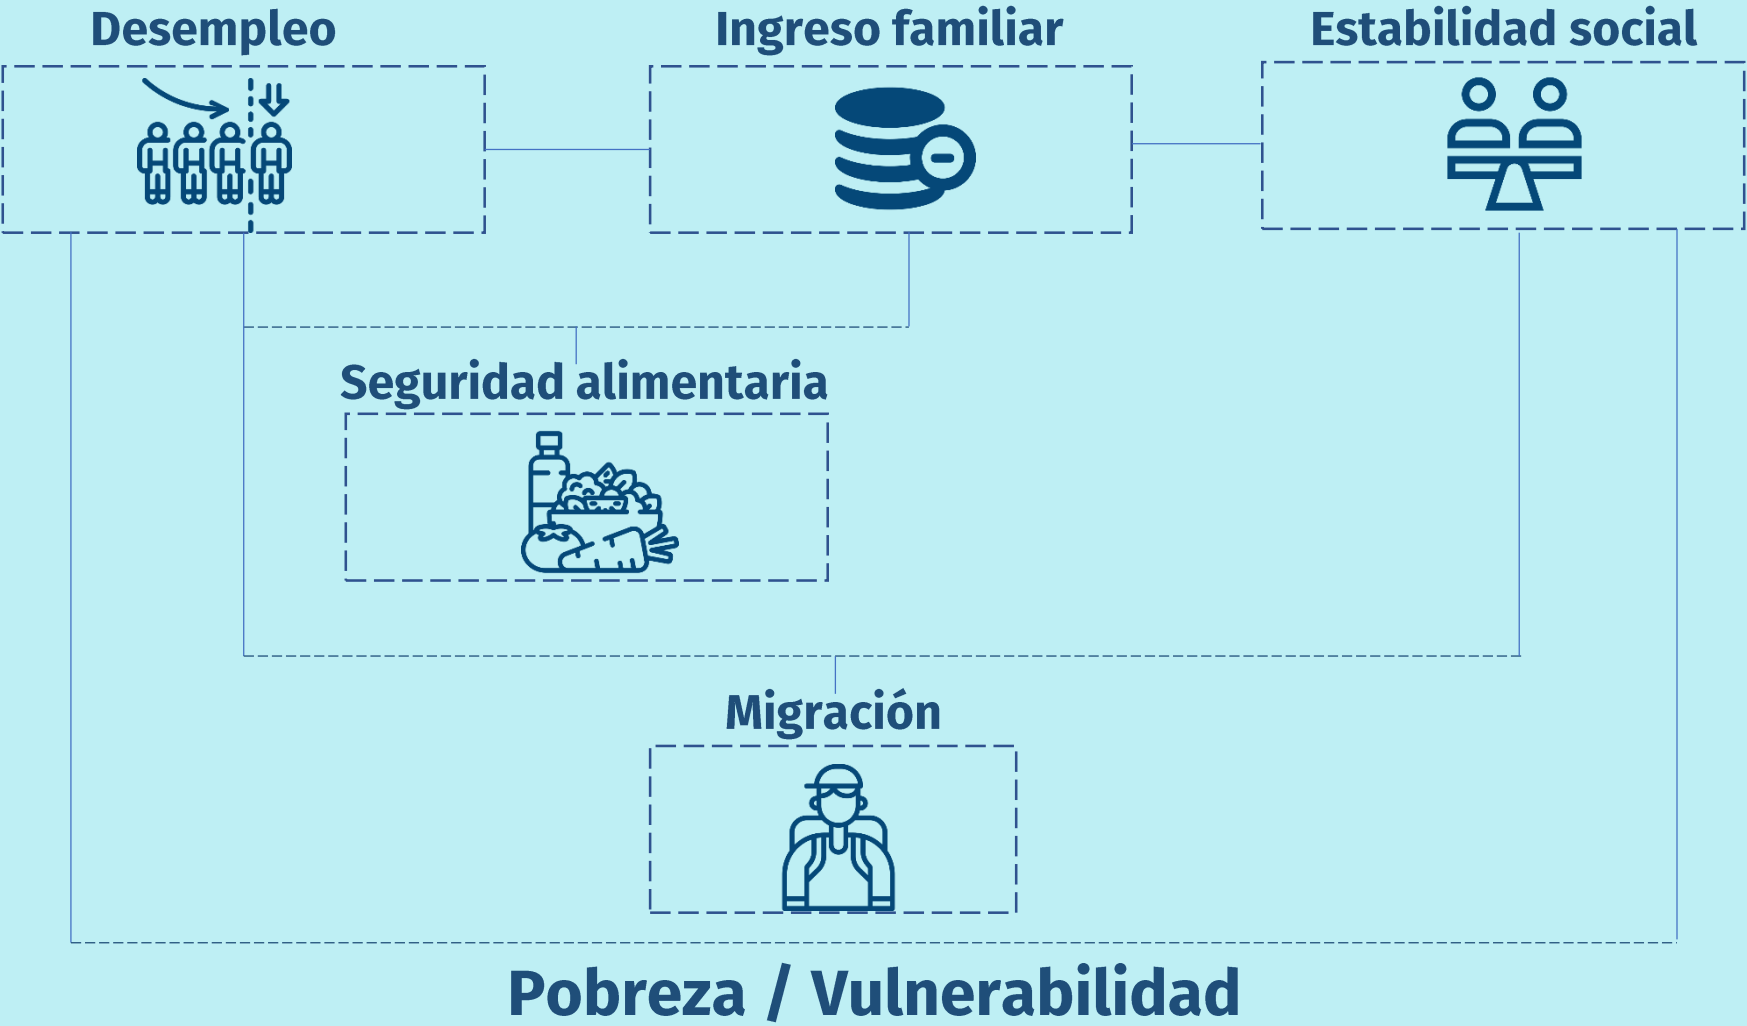 Desempleo
Ingreso familiar
Estabilidad social
Seguridad alimentaria
Migración
Pobreza / Vulnerabilidad